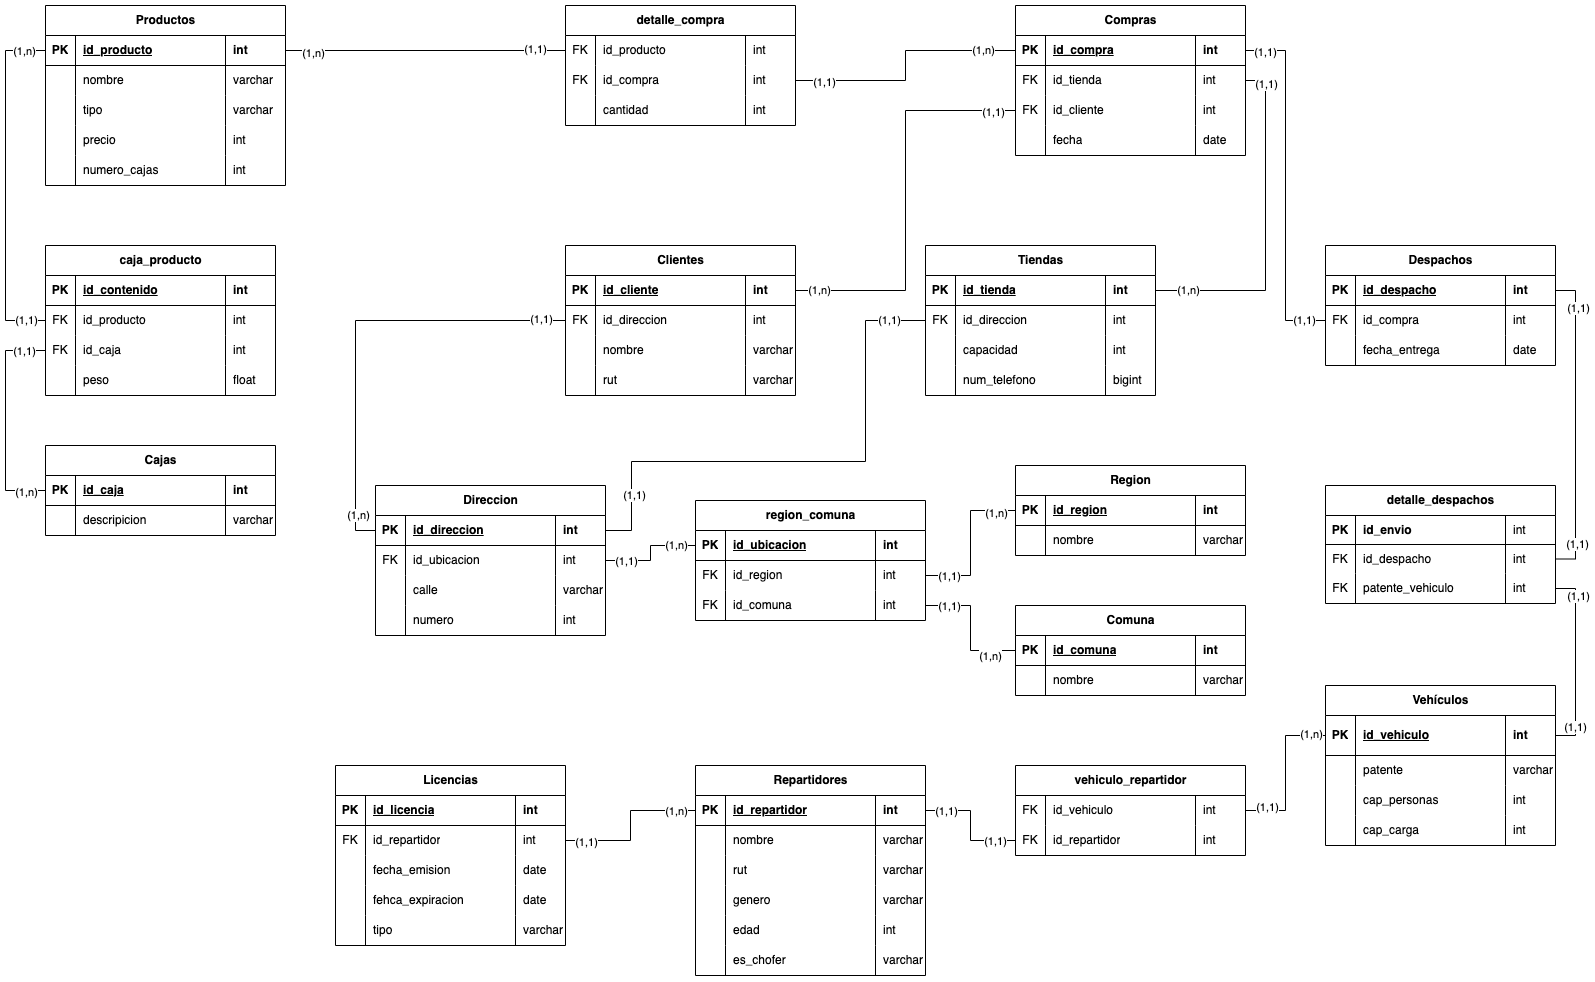 Productos
PK id_producto int
nombre varchar
tipo varchar
precio int
numero_cajas int
(1,n)
(1,n)
(1,1)
detalle_compra
FK id_producto int
FK id_compra int
cantidad int
(1,1)
(1,n)
Compras
PK id_compra int
FK id_tienda int
FK id_cliente int
fecha date
(1,1)
(1,1)
(1,1)
caja_producto
PK id_contenido int
FK id_producto int
FK id_caja int
peso float
(1,1)
(1,1)
Clientes
PK id_cliente int
FK id_direccion int
nombre varchar
rut varchar
(1,n)
(1,1)
Tiendas
PK id_tienda int
FK id_direccion int
capacidad int
num_telefono bigint
(1,n)
(1,1)
Despachos
PK id_despacho int
FK id_compra int
fecha_entrega date
(1,1)
(1,1)
Cajas
PK id_caja int
descripicion varchar
(1,n)
Direccion
PK id_direccion int
FK id_ubicacion int
calle varchar
numero int
(1,n)
(1,1)
(1,1)
(1,n)
region_comuna
PK id_ubicacion int
FK id_region int
FK id_comuna int
(1,1)
(1,1)
Region
PK id_region int
nombre varchar
(1,n)
Comuna
PK id_comuna int
nombre varchar
(1,n)
detalle_despachos
PK id_envio int
FK id_despacho int
FK patente_vehiculo int
(1,1)
(1,1)
Vehículos
PK id_vehiculo int
patente varchar
cap_personas int
cap_carga int
(1,1)
(1,n)
Licencias
PK id_licencia int
FK id_repartidor int
fecha_emision date
fehca_expiracion date
tipo varchar
(1,1)
(1,n)
Repartidores
PK id_repartidor int
nombre varchar
rut varchar
genero varchar
edad int
es_chofer varchar
(1,1)
(1,1)
vehiculo_repartidor
FK id_vehiculo int
FK id_repartidor int
(1,1)